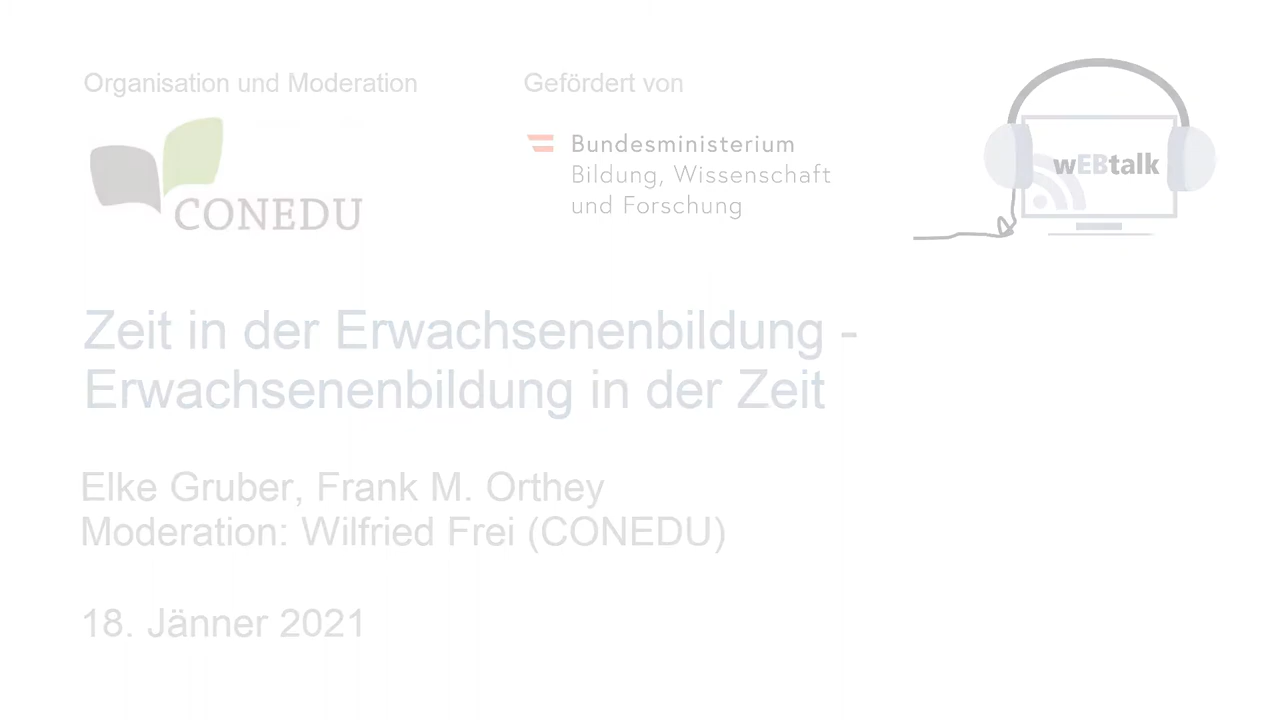 Organisation und Moderation
Gefördert von
CONEDU
Bundesministerium
Bildung, Wissenschaft
und Forschung
wEBtalk
Zeit in der Erwachsenenbildung -
Erwachsenenbildung in der Zeit
Elke Gruber, Frank M. Orthey
Moderation: Wilfried Frei (CONEDU)
18. Jänner 2021